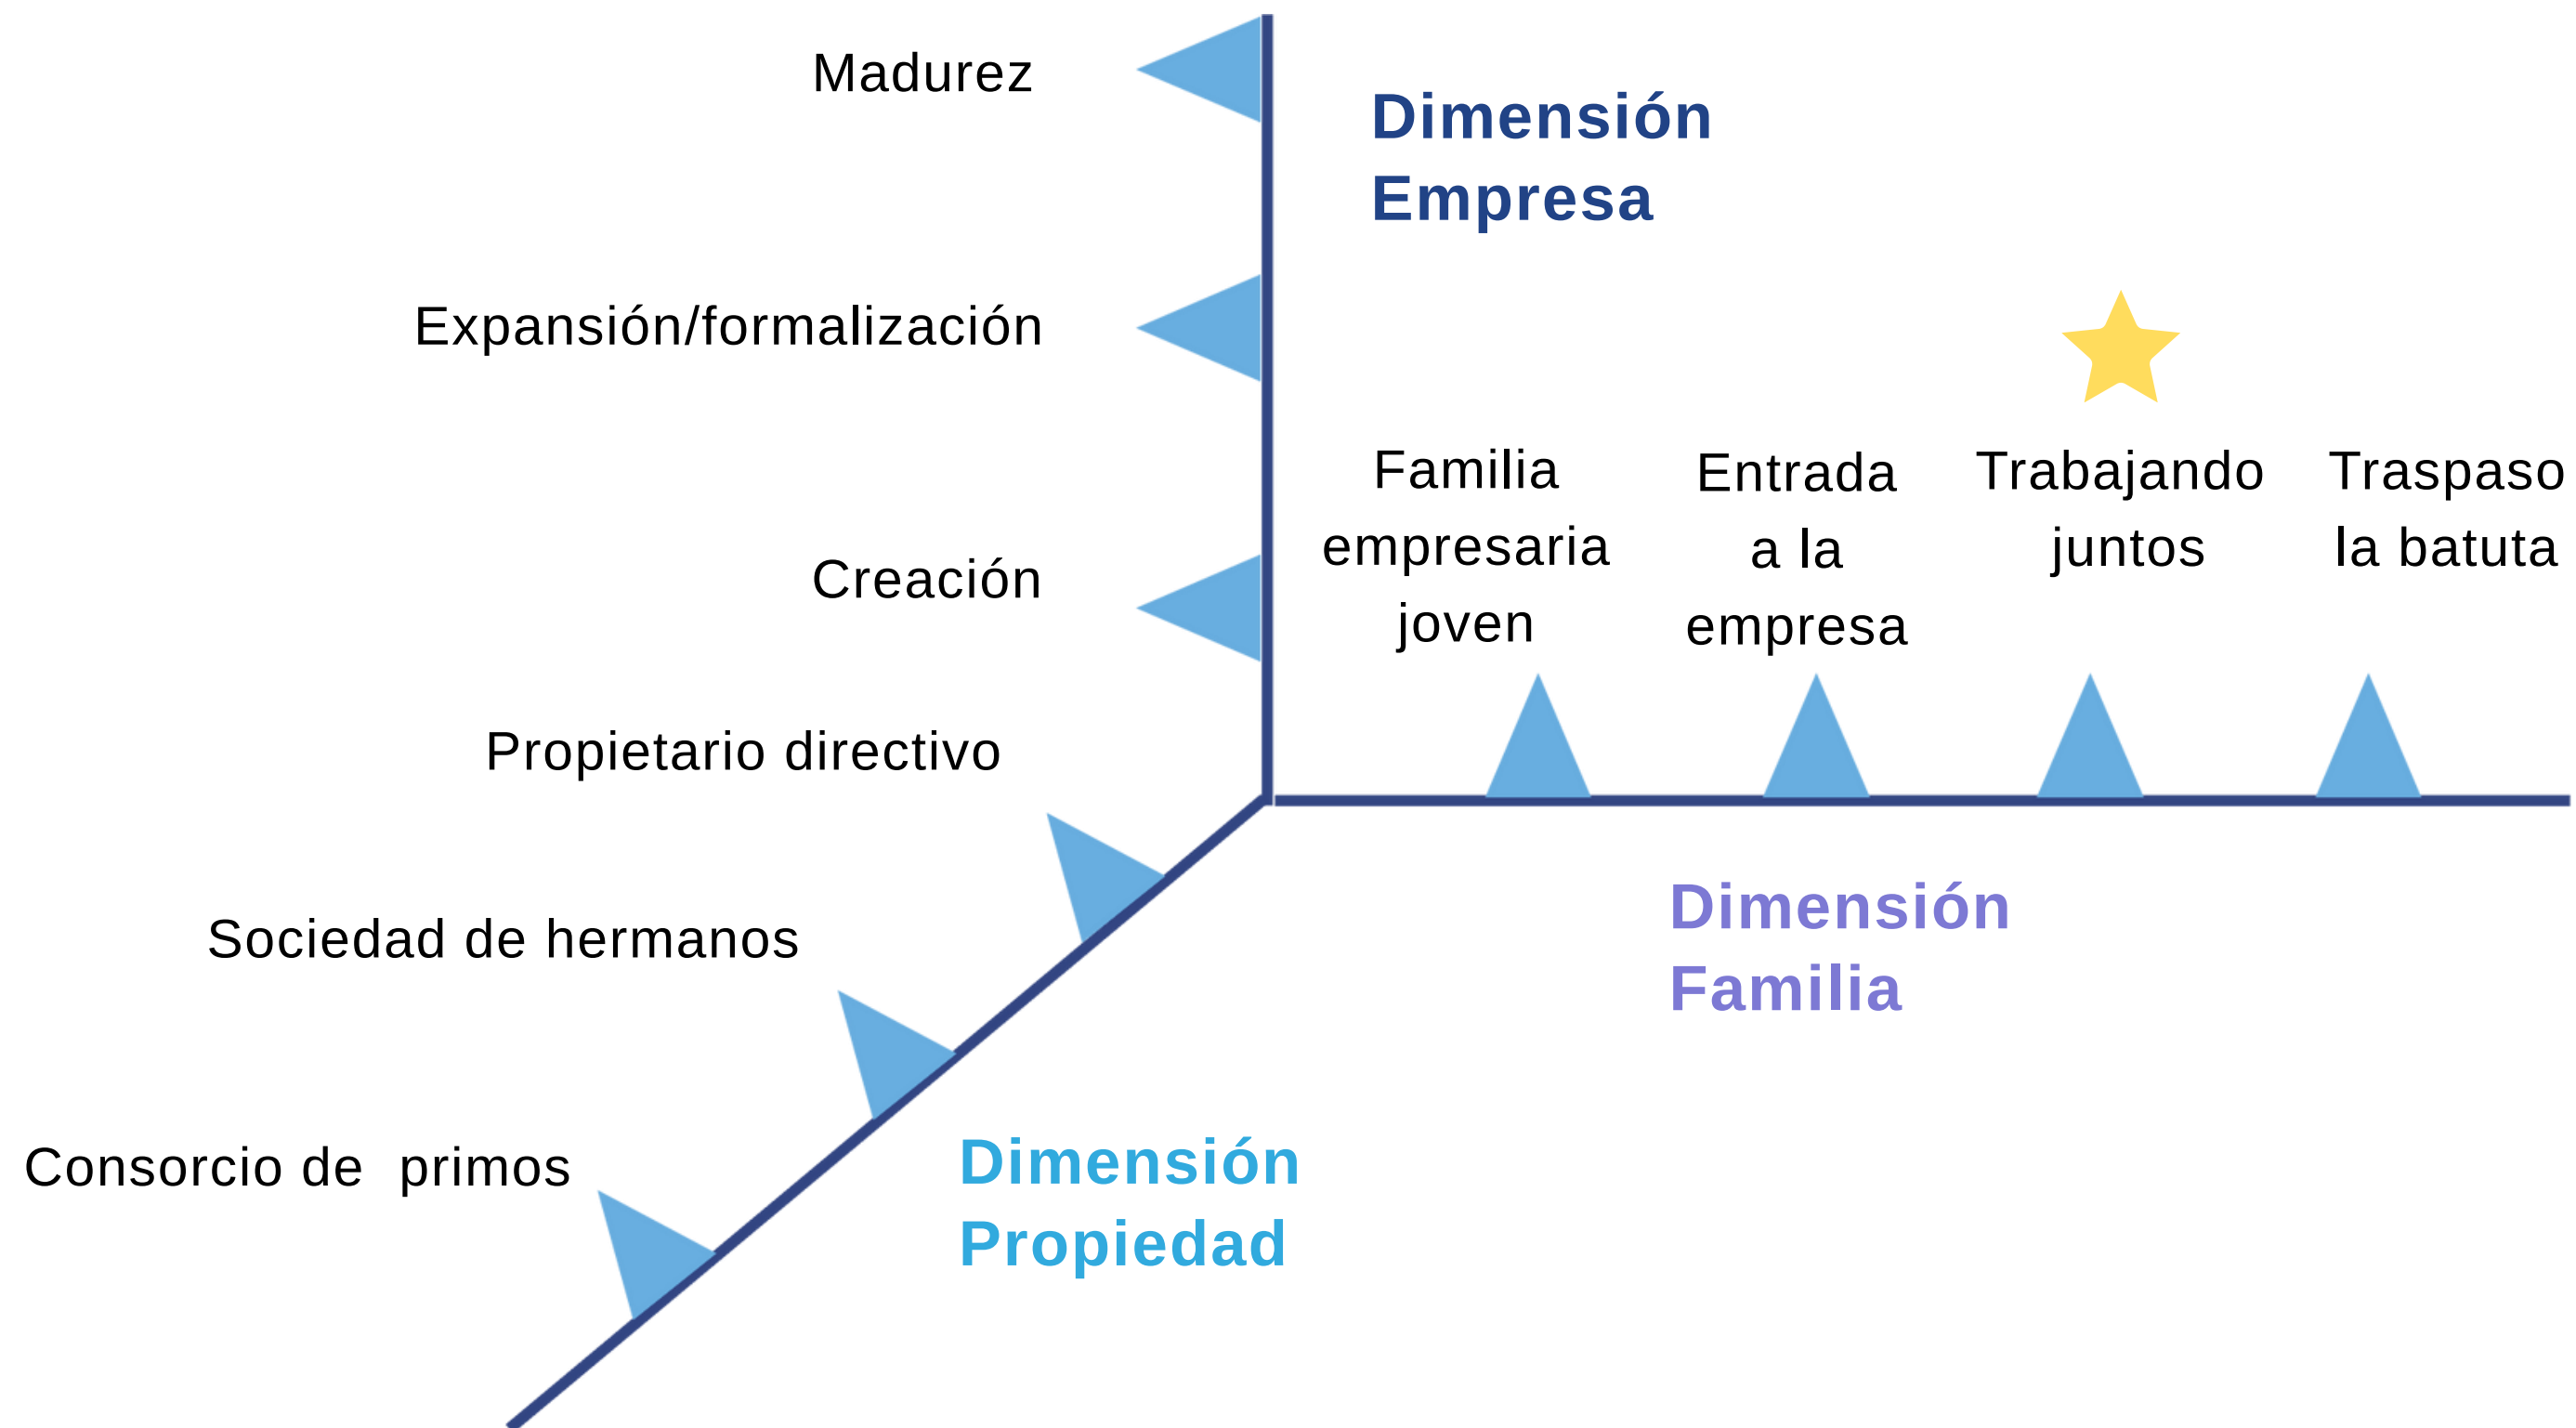 Madurez
Dimensión
Empresa
Expansión/formalización
Creación
Familia
empresaria
joven
Entrada
a la
empresa
Trabajando
juntos
Traspaso
la batuta
Propietario directivo
Sociedad de hermanos
Consorcio de  primos
Dimensión
Familia
Dimensión
Propiedad